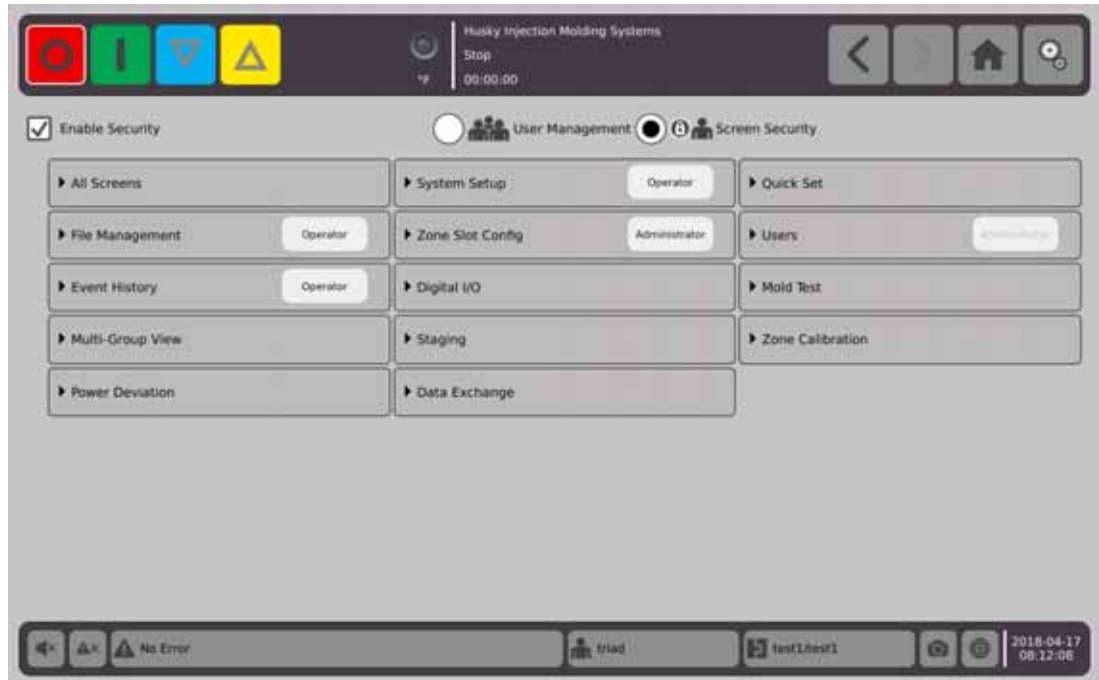 Husky Injection Molding Systems
Stop
°F
00:00:00
Enable Security
User Management
Screen Security
All Screens
System Setup
Operator
Quick Set
File Management
Operator
Zone Slot Config
Administrator
Users
Administrator
Event History
Operator
Digital I/O
Mold Test
Multi-Group View
Staging
Zone Calibration
Power Deviation
Data Exchange
No Error
triad
test1/test1
2018-04-17
08:12:08